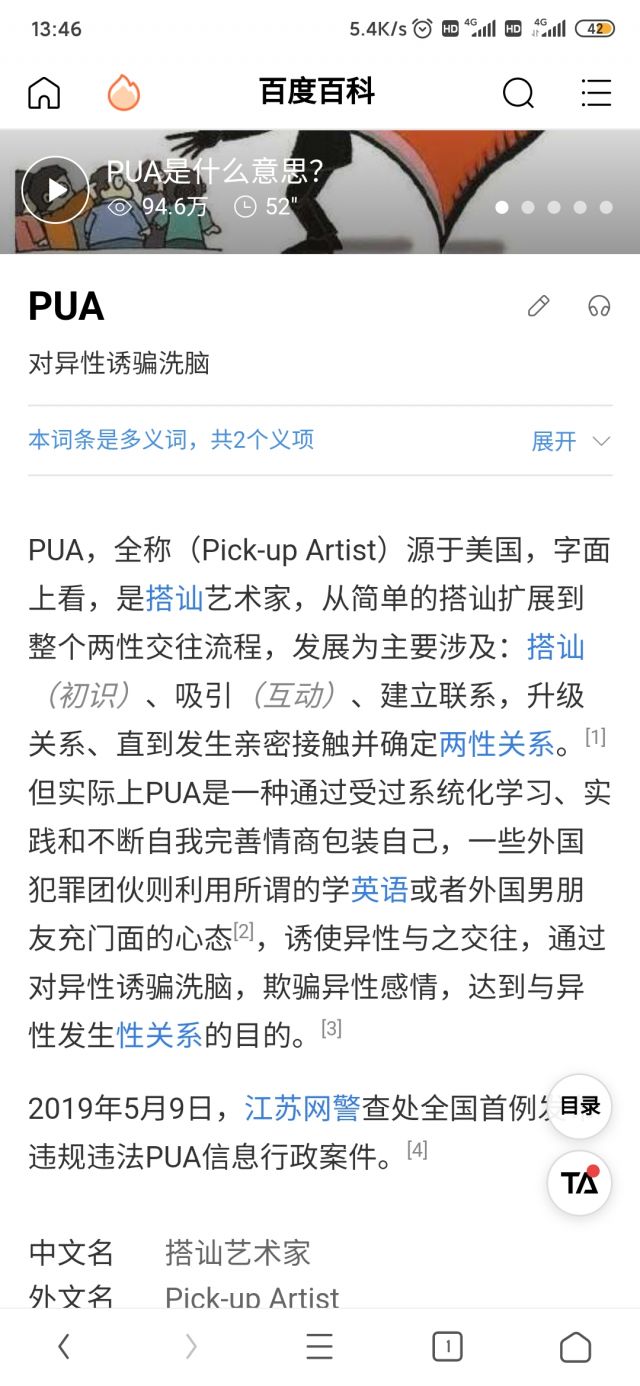 13:46 5.4K/s HD 4G HD 4G 42
百度百科
PUA是什么意思?
94.6万 52"
PUA
对异性诱骗洗脑
本词条是多义词，共2个义项 展开
PUA，全称（Pick-up Artist）源于美国，字面
上看，是搭讪艺术家，从简单的搭讪扩展到
整个两性交往流程，发展为主要涉及：搭讪
（初识）、吸引（互动）、建立联系，升级
关系、直到发生亲密接触并确定两性关系。[1]
但实际上PUA是一种通过受过系统化学习、实
践和不断自我完善情商包装自己，一些外国
犯罪团伙则利用所谓的学英语或者外国男朋
友充门面的心态[2]，诱使异性与之交往，通过
对异性诱骗洗脑，欺骗异性感情，达到与异
性发生性关系的目的。[3]
2019年5月9日，江苏网警查处全国首例
目录
违规违法PUA信息行政案件。[4]
TA
中文名 搭讪艺术家
外文名 Pick-up Artist
1